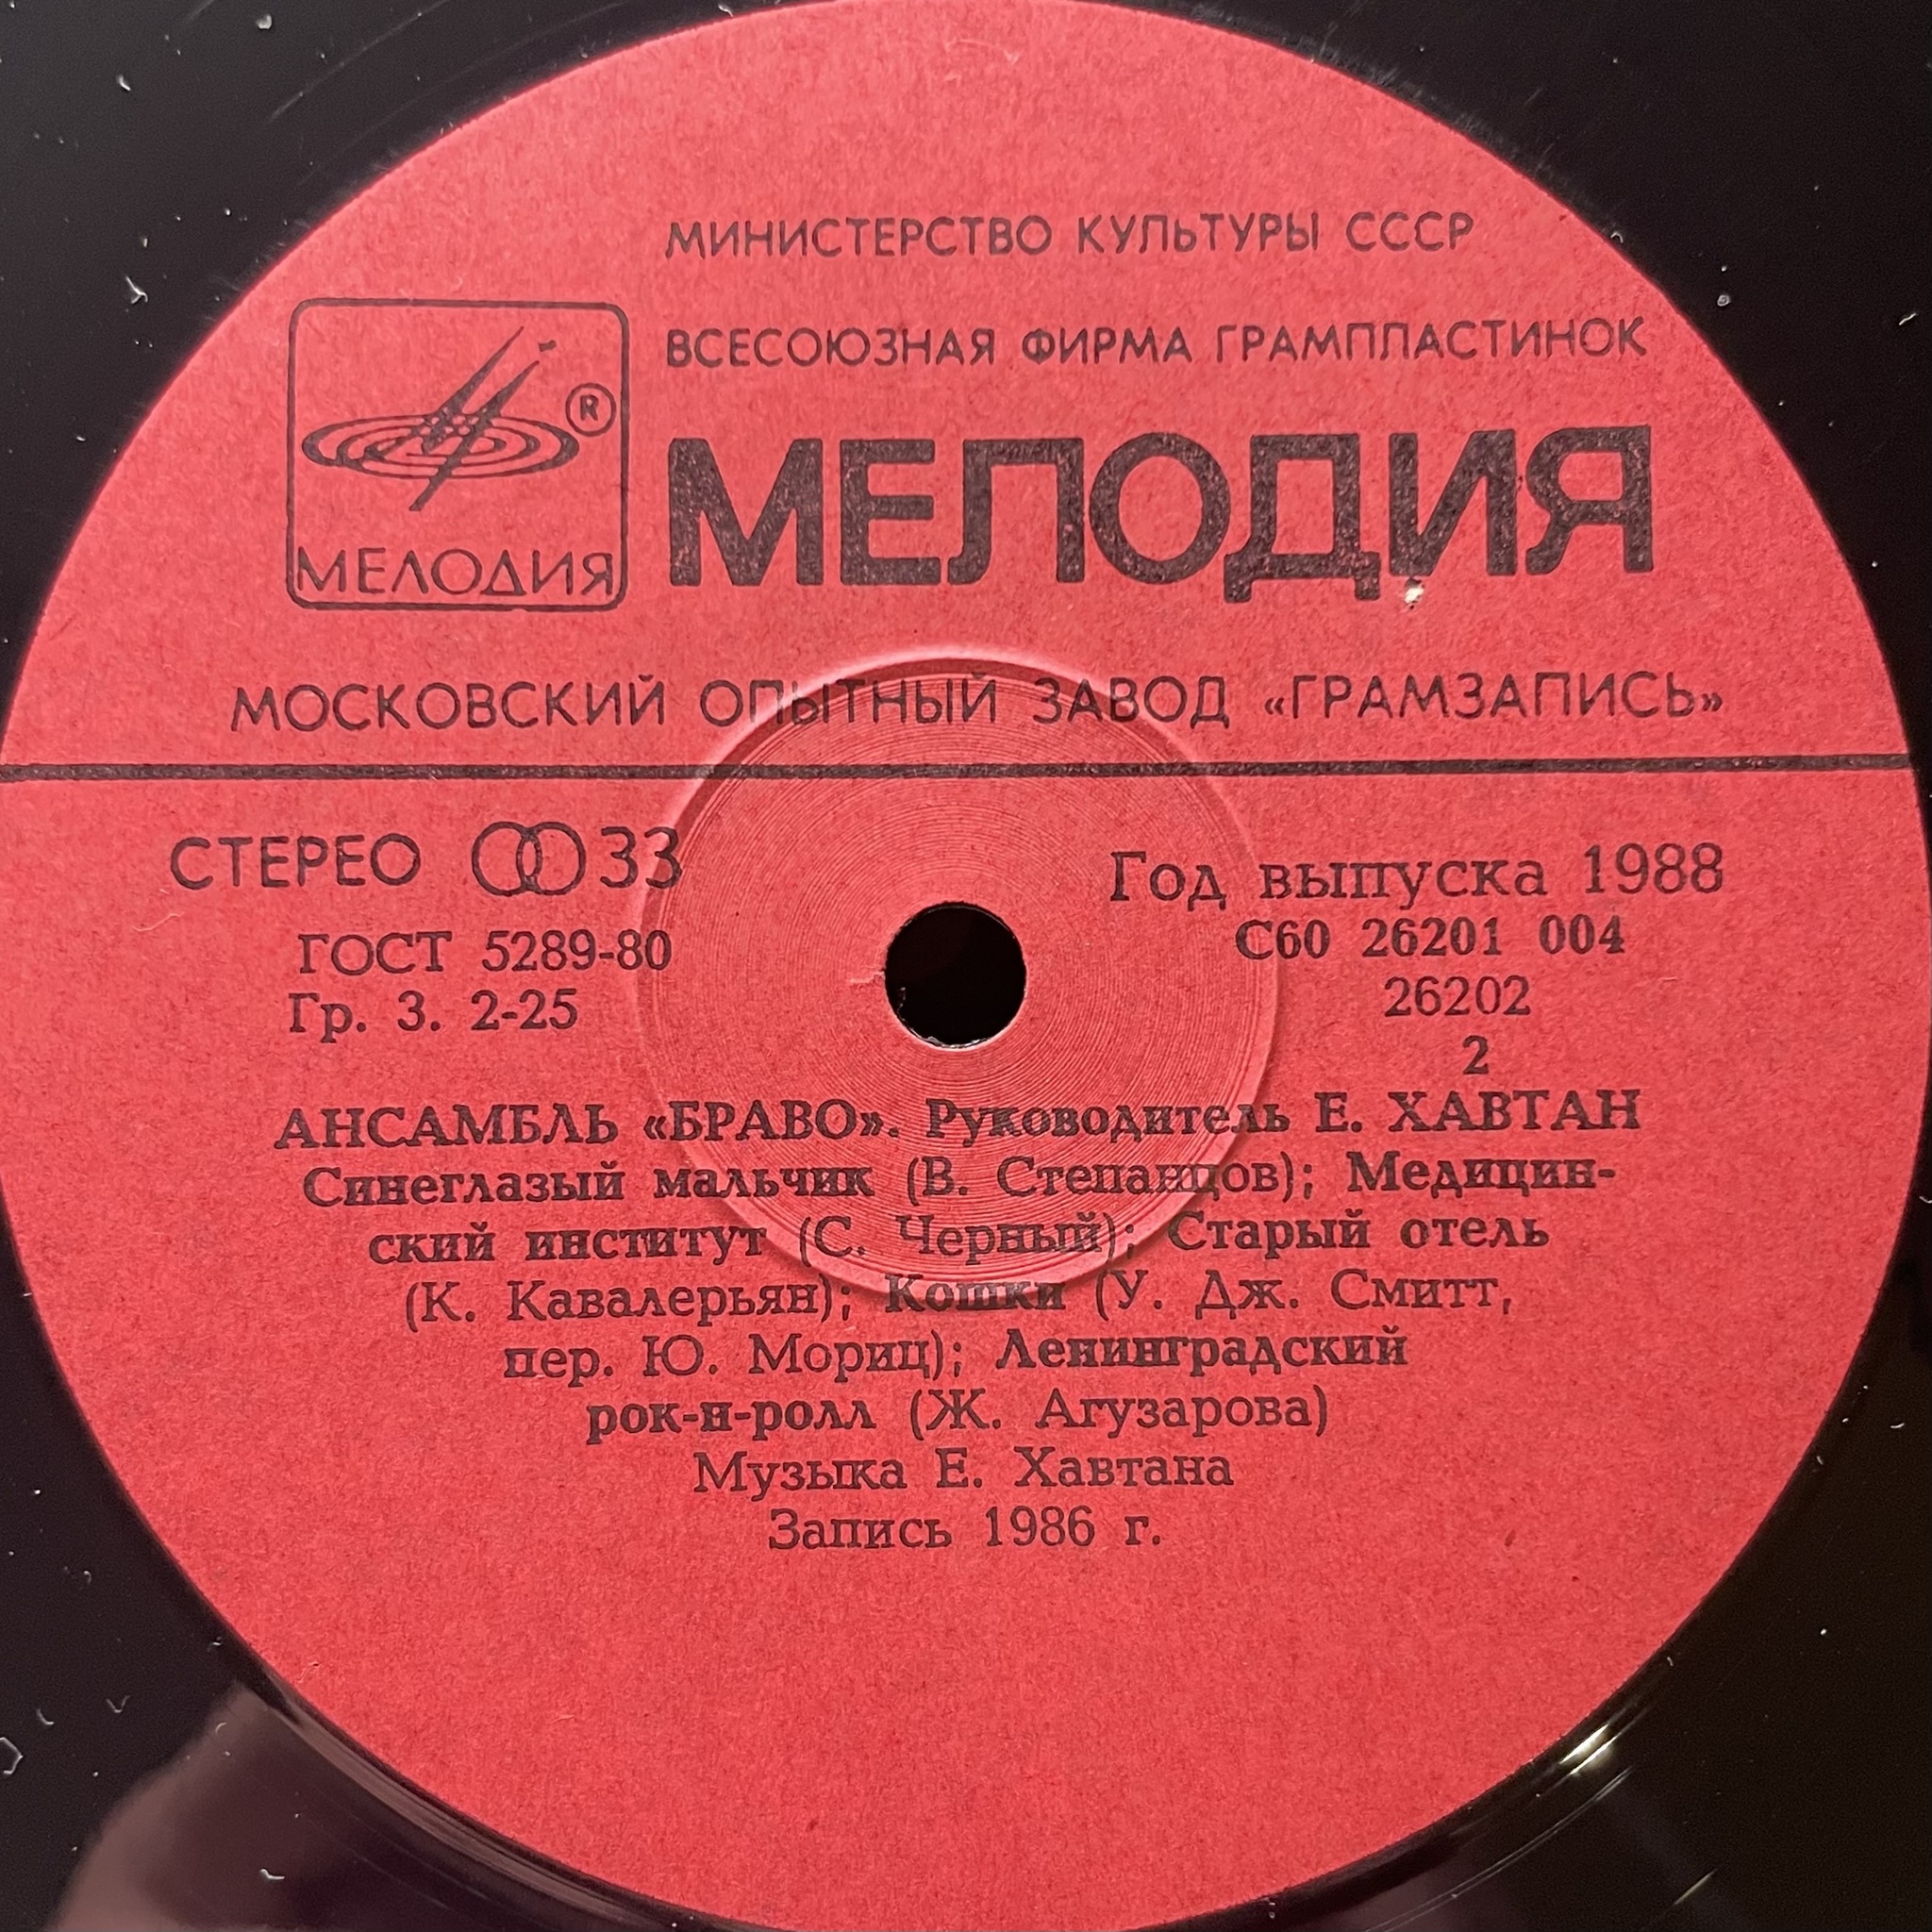 МИНИСТЕРСТВО КУЛЬТУРЫ СССР
ВСЕСОЮЗНАЯ ФИРМА ГРАМПЛАСТИНОК
®
МЕЛОДИЯ
МЕЛОДИЯ
МОСКОВСКИЙ ОПЫТНЫЙ ЗАВОД «ГРАМЗАПИСЬ»
СТЕРЕО 33
Год выпуска 1988
ГОСТ 5289-80
С60 26201 004
Гр. 3. 2-25
26202
2
АНСАМБЛЬ «БРАВО». Руководитель Е. ХАВТАН
Синеглазый мальчик (В. Степанцов); Медицин-
ский институт (С. Черный); Старый отель
(К. Кавалерьян); Кошки (У. Дж. Смитт,
пер. Ю. Мориц); Ленинградский
рок-н-ролл (Ж. Агузарова)
Музыка Е. Хавтана
Запись 1986 г.